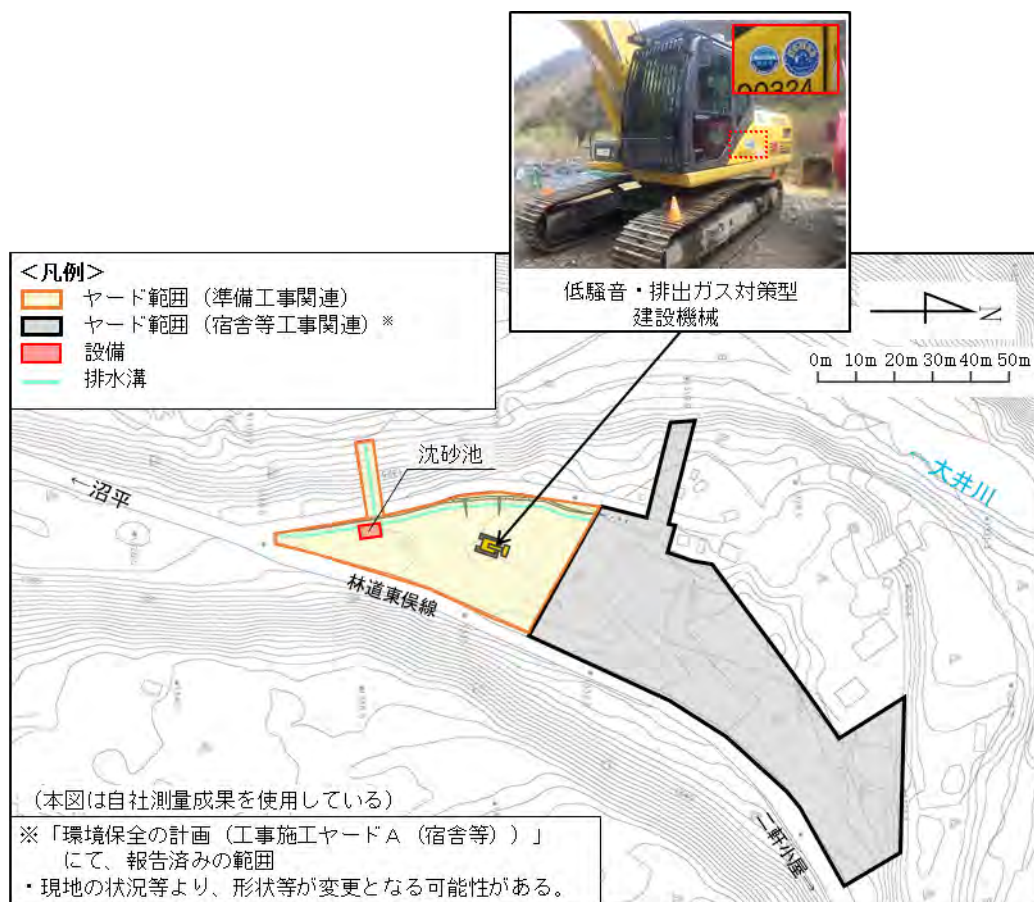 00324
低騒音・排出ガス対策型
建設機械
<凡例>
ヤード範囲（準備工事関連）
ヤード範囲（宿舎等工事関連）※
設備
排水溝
N
0m 10m 20m 30m 40m 50m
沈砂池
←沼平
大井川
林道東俣線
二軒小屋→
（本図は自社測量成果を使用している）
※「環境保全の計画（工事施工ヤードA（宿舎等））」
にて、報告済みの範囲
・現地の状況等より、形状等が変更となる可能性がある。